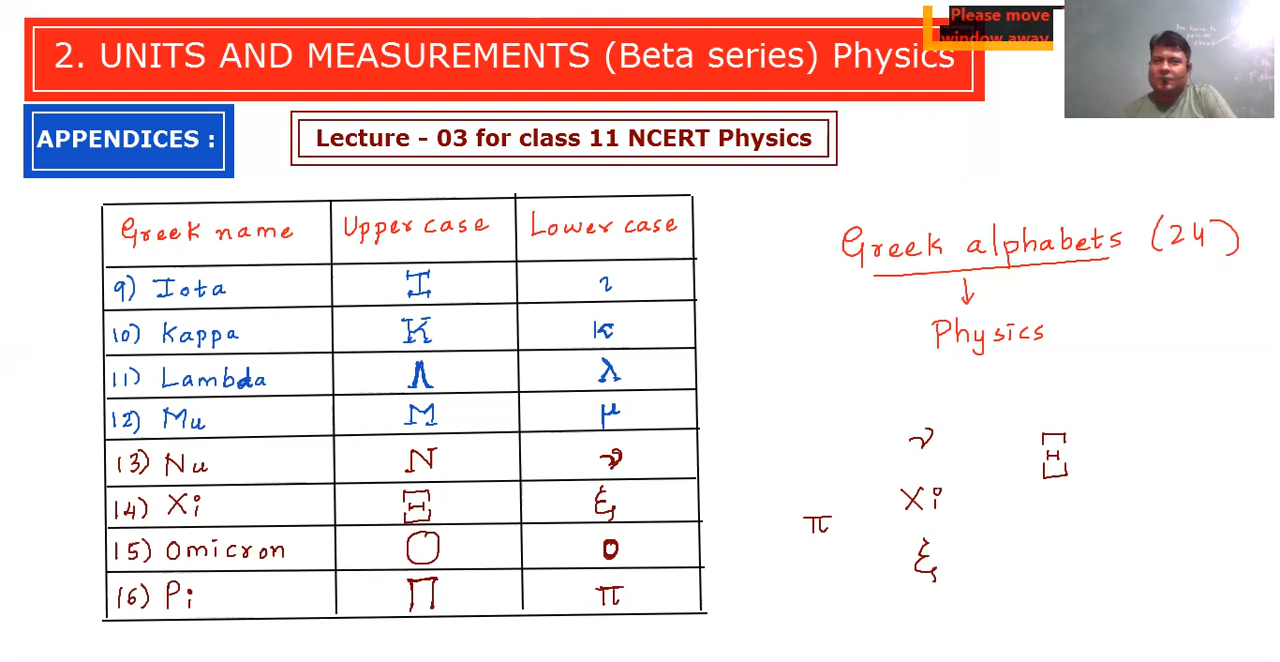 Please move
window away
2. UNITS AND MEASUREMENTS (Beta series) Physics
APPENDICES :
Lecture - 03 for class 11 NCERT Physics
Greek name Upper case Lower case
9) Iota Ι ι
10) Kappa Κ κ
11) Lambda Λ λ
12) Mu Μ μ
13) Nu Ν ν
14) Xi Ξ ξ
15) Omicron Ο ο
16) Pi Π π
Greek alphabets (24)
↓
Physics
ν Ξ
Xi
π
ξ